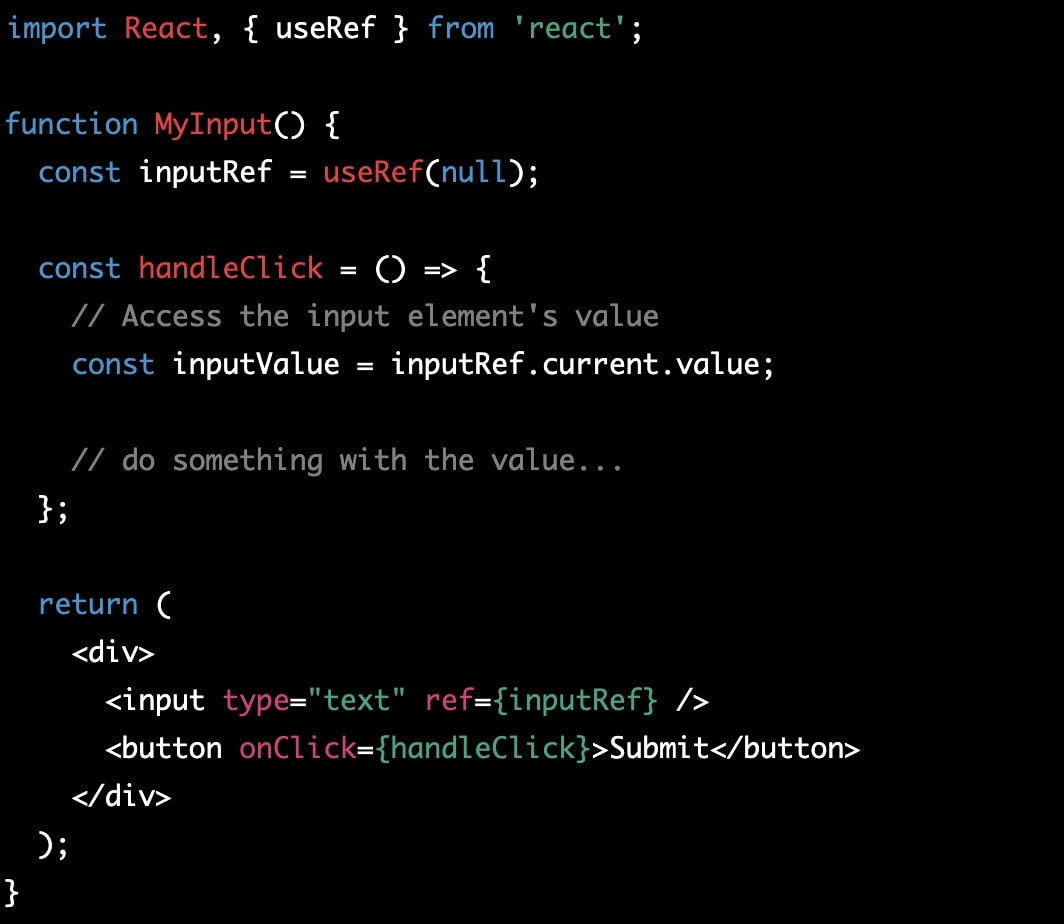 import React, { useRef } from 'react';
function MyInput() {
  const inputRef = useRef(null);
  const handleClick = () => {
    // Access the input element's value
    const inputValue = inputRef.current.value;
    // do something with the value...
  };
  return (
    <div>
      <input type="text" ref={inputRef} />
      <button onClick={handleClick}>Submit</button>
    </div>
  );
}